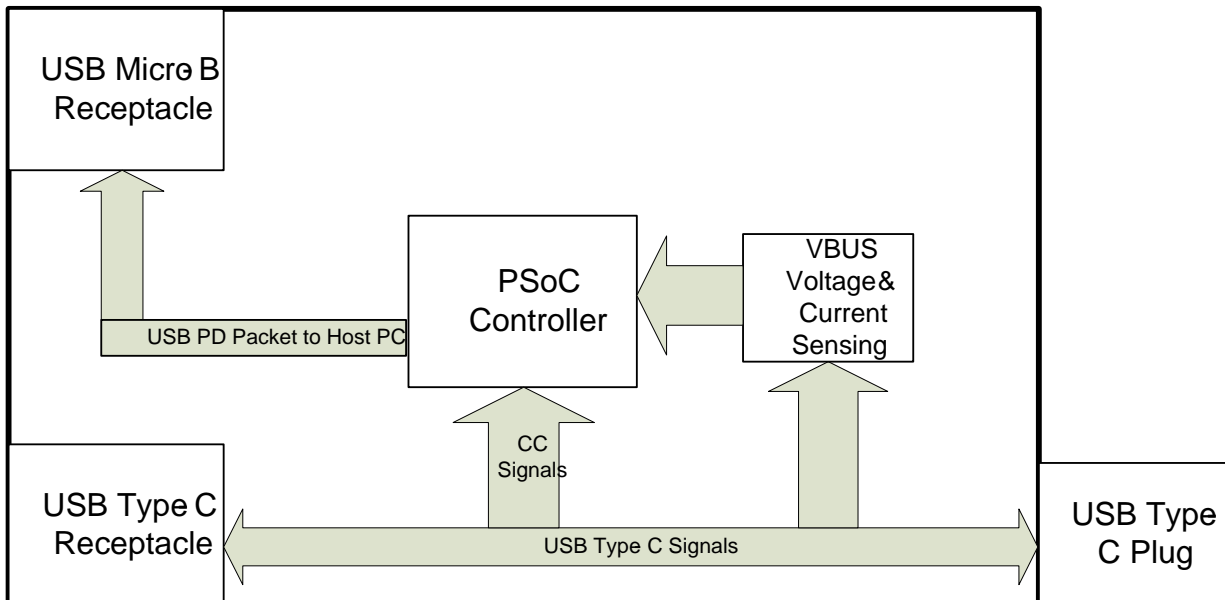 USB Micro-B
Receptacle
PSoC
Controller
VBUS
Voltage&
Current
Sensing
USB PD Packet to Host PC
CC
Signals
USB Type C
Receptacle
USB Type C Signals
USB Type
C Plug